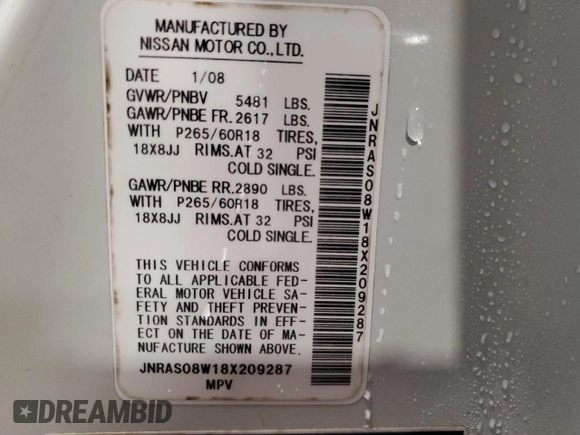 MANUFACTURED BY
NISSAN MOTOR CO.,LTD.
DATE 1/08
GVWR/PNBV 5481 LBS.
GAWR/PNBE FR. 2617 LBS.
WITH P265/60R18 TIRES,
18X8JJ RIMS.AT 32 PSI
COLD SINGLE.
GAWR/PNBE RR. 2890 LBS.
WITH P265/60R18 TIRES,
18X8JJ RIMS.AT 32 PSI
COLD SINGLE.
THIS VEHICLE CONFORMS
TO ALL APPLICABLE FED-
ERAL MOTOR VEHICLE SA-
FETY AND THEFT PREVEN-
TION STANDARDS IN EFF-
ECT ON THE DATE OF MA-
NUFACTURE SHOWN ABOVE.
JNRAS08W18X209287
MPV
JNRAS08W18X209287
DREAMBID